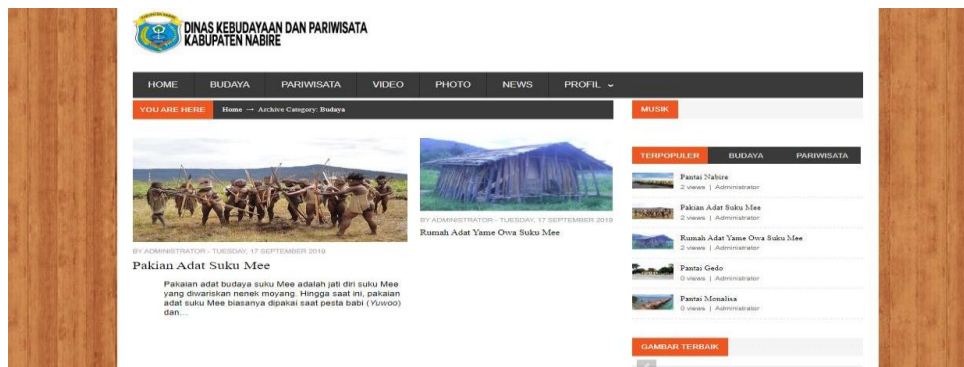 DINAS KEBUDAYAAN DAN PARIWISATA
KABUPATEN NABIRE
HOME BUDAYA PARIWISATA VIDEO PHOTO NEWS PROFIL
YOU ARE HERE Home → Archive Category: Budaya
BY ADMINISTRATOR - TUESDAY, 17 SEPTEMBER 2019
Pakian Adat Suku Mee
Pakaian adat budaya suku Mee adalah jati diri suku Mee
yang diwariskan nenek moyang. Hingga saat ini, pakaian
adat suku Mee biasanya dipakai saat pesta babi (Yuwoo)
dan...
BY ADMINISTRATOR - TUESDAY, 17 SEPTEMBER 2019
Rumah Adat Yame Owa Suku Mee
MUSIK
TERPOPULER BUDAYA PARIWISATA
Pantai Nabire
2 views | Administrator
Pakian Adat Suku Mee
2 views | Administrator
Rumah Adat Yame Owa Suku Mee
2 views | Administrator
Pantai Gedo
0 views | Administrator
Pantai Monalisa
0 views | Administrator
GAMBAR TERBAIK